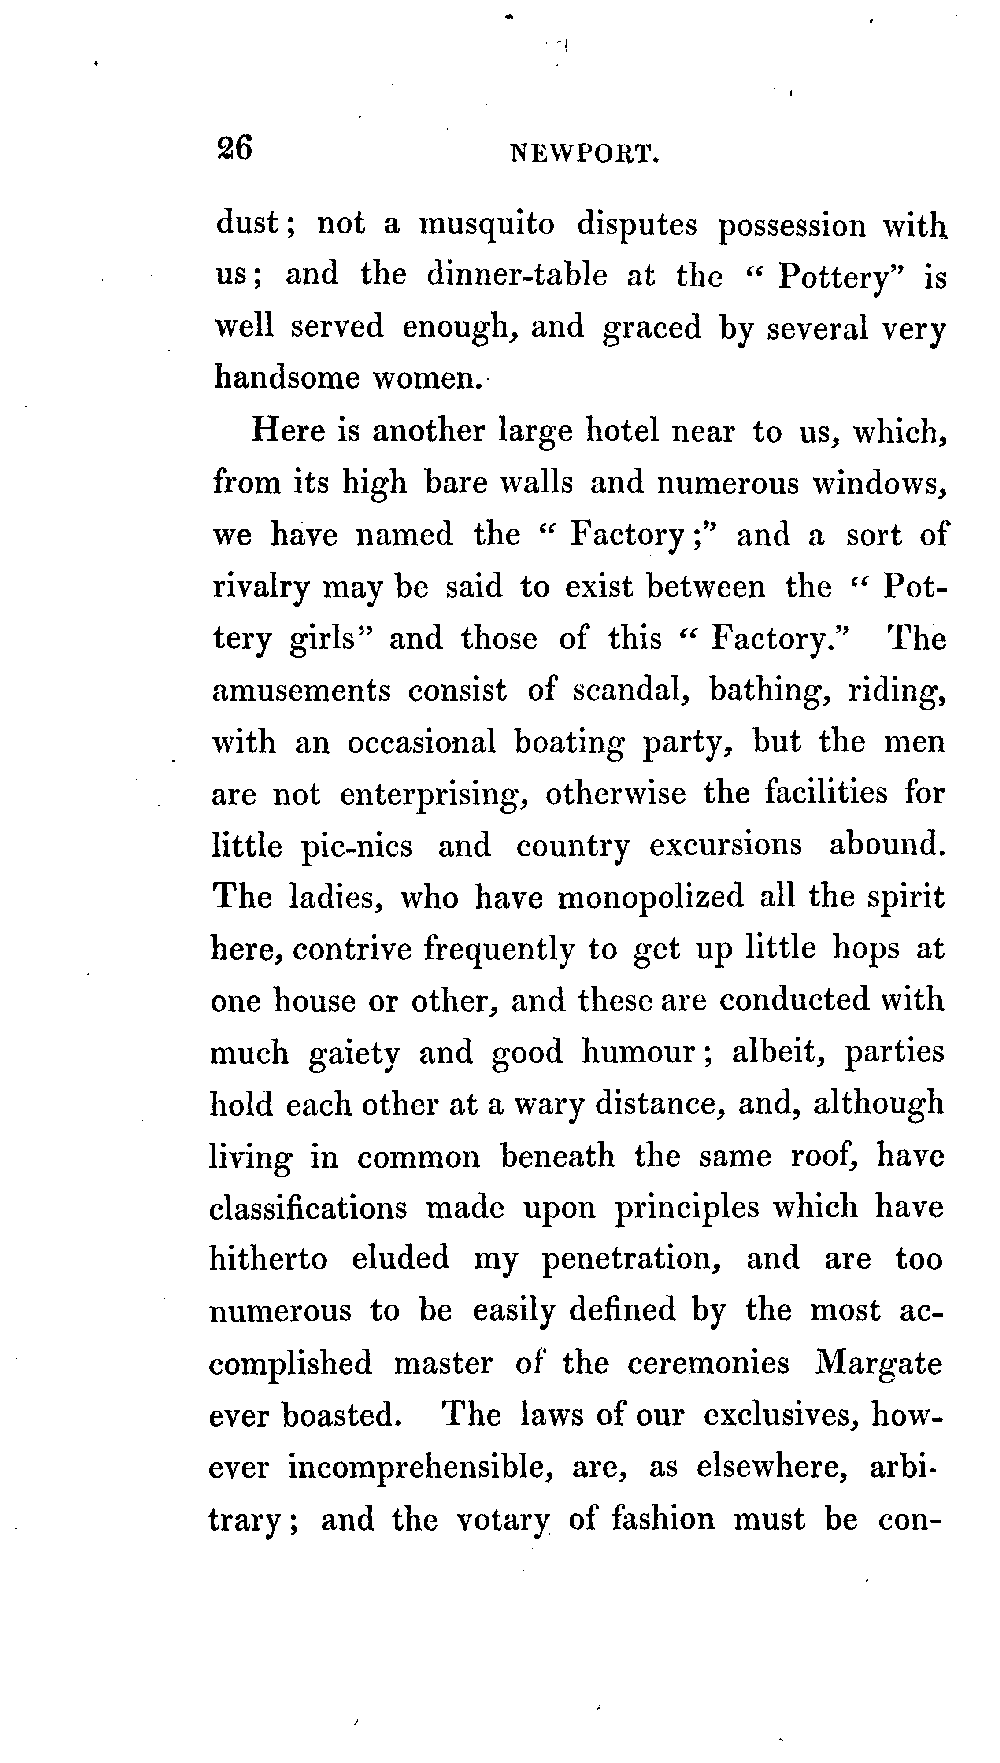 26 NEWPORT.
dust; not a musquito disputes possession with
us; and the dinner-table at the “ Pottery” is
well served enough, and graced by several very
handsome women.
Here is another large hotel near to us, which,
from its high bare walls and numerous windows,
we have named the “ Factory;” and a sort of
rivalry may be said to exist between the “ Pot-
tery girls” and those of this “ Factory.” The
amusements consist of scandal, bathing, riding,
with an occasional boating party, but the men
are not enterprising, otherwise the facilities for
little pic-nics and country excursions abound.
The ladies, who have monopolized all the spirit
here, contrive frequently to get up little hops at
one house or other, and these are conducted with
much gaiety and good humour; albeit, parties
hold each other at a wary distance, and, although
living in common beneath the same roof, have
classifications made upon principles which have
hitherto eluded my penetration, and are too
numerous to be easily defined by the most ac-
complished master of the ceremonies Margate
ever boasted. The laws of our exclusives, how-
ever incomprehensible, are, as elsewhere, arbi-
trary; and the votary of fashion must be con-